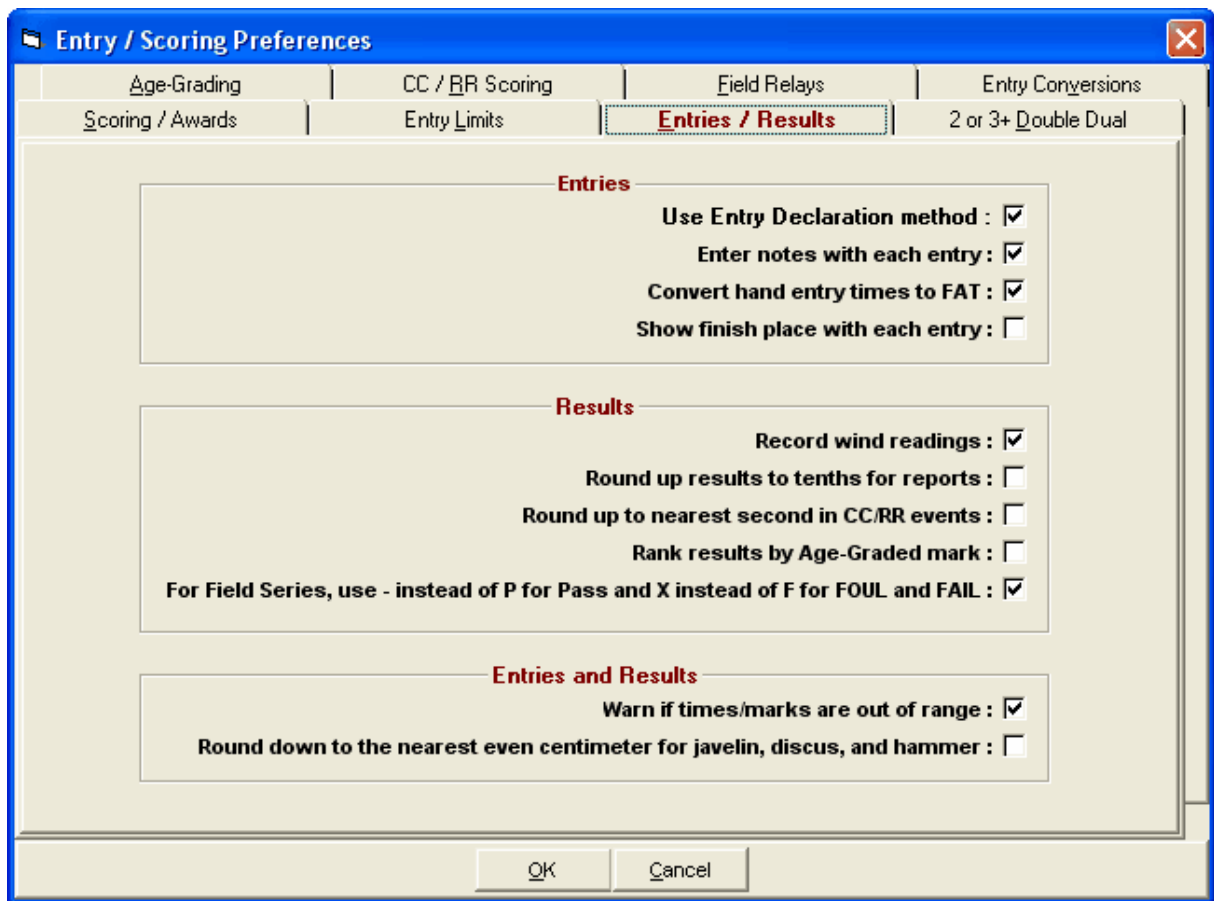 Entry / Scoring Preferences
Age-Grading
CC / RR Scoring
Field Relays
Entry Conversions
Scoring / Awards
Entry Limits
Entries / Results
2 or 3+ Double Dual
Entries
Use Entry Declaration method :
Enter notes with each entry :
Convert hand entry times to FAT :
Show finish place with each entry :
Results
Record wind readings :
Round up results to tenths for reports :
Round up to nearest second in CC/RR events :
Rank results by Age-Graded mark :
For Field Series, use - instead of P for Pass and X instead of F for FOUL and FAIL :
Entries and Results
Warn if times/marks are out of range :
Round down to the nearest even centimeter for javelin, discus, and hammer :
OK
Cancel